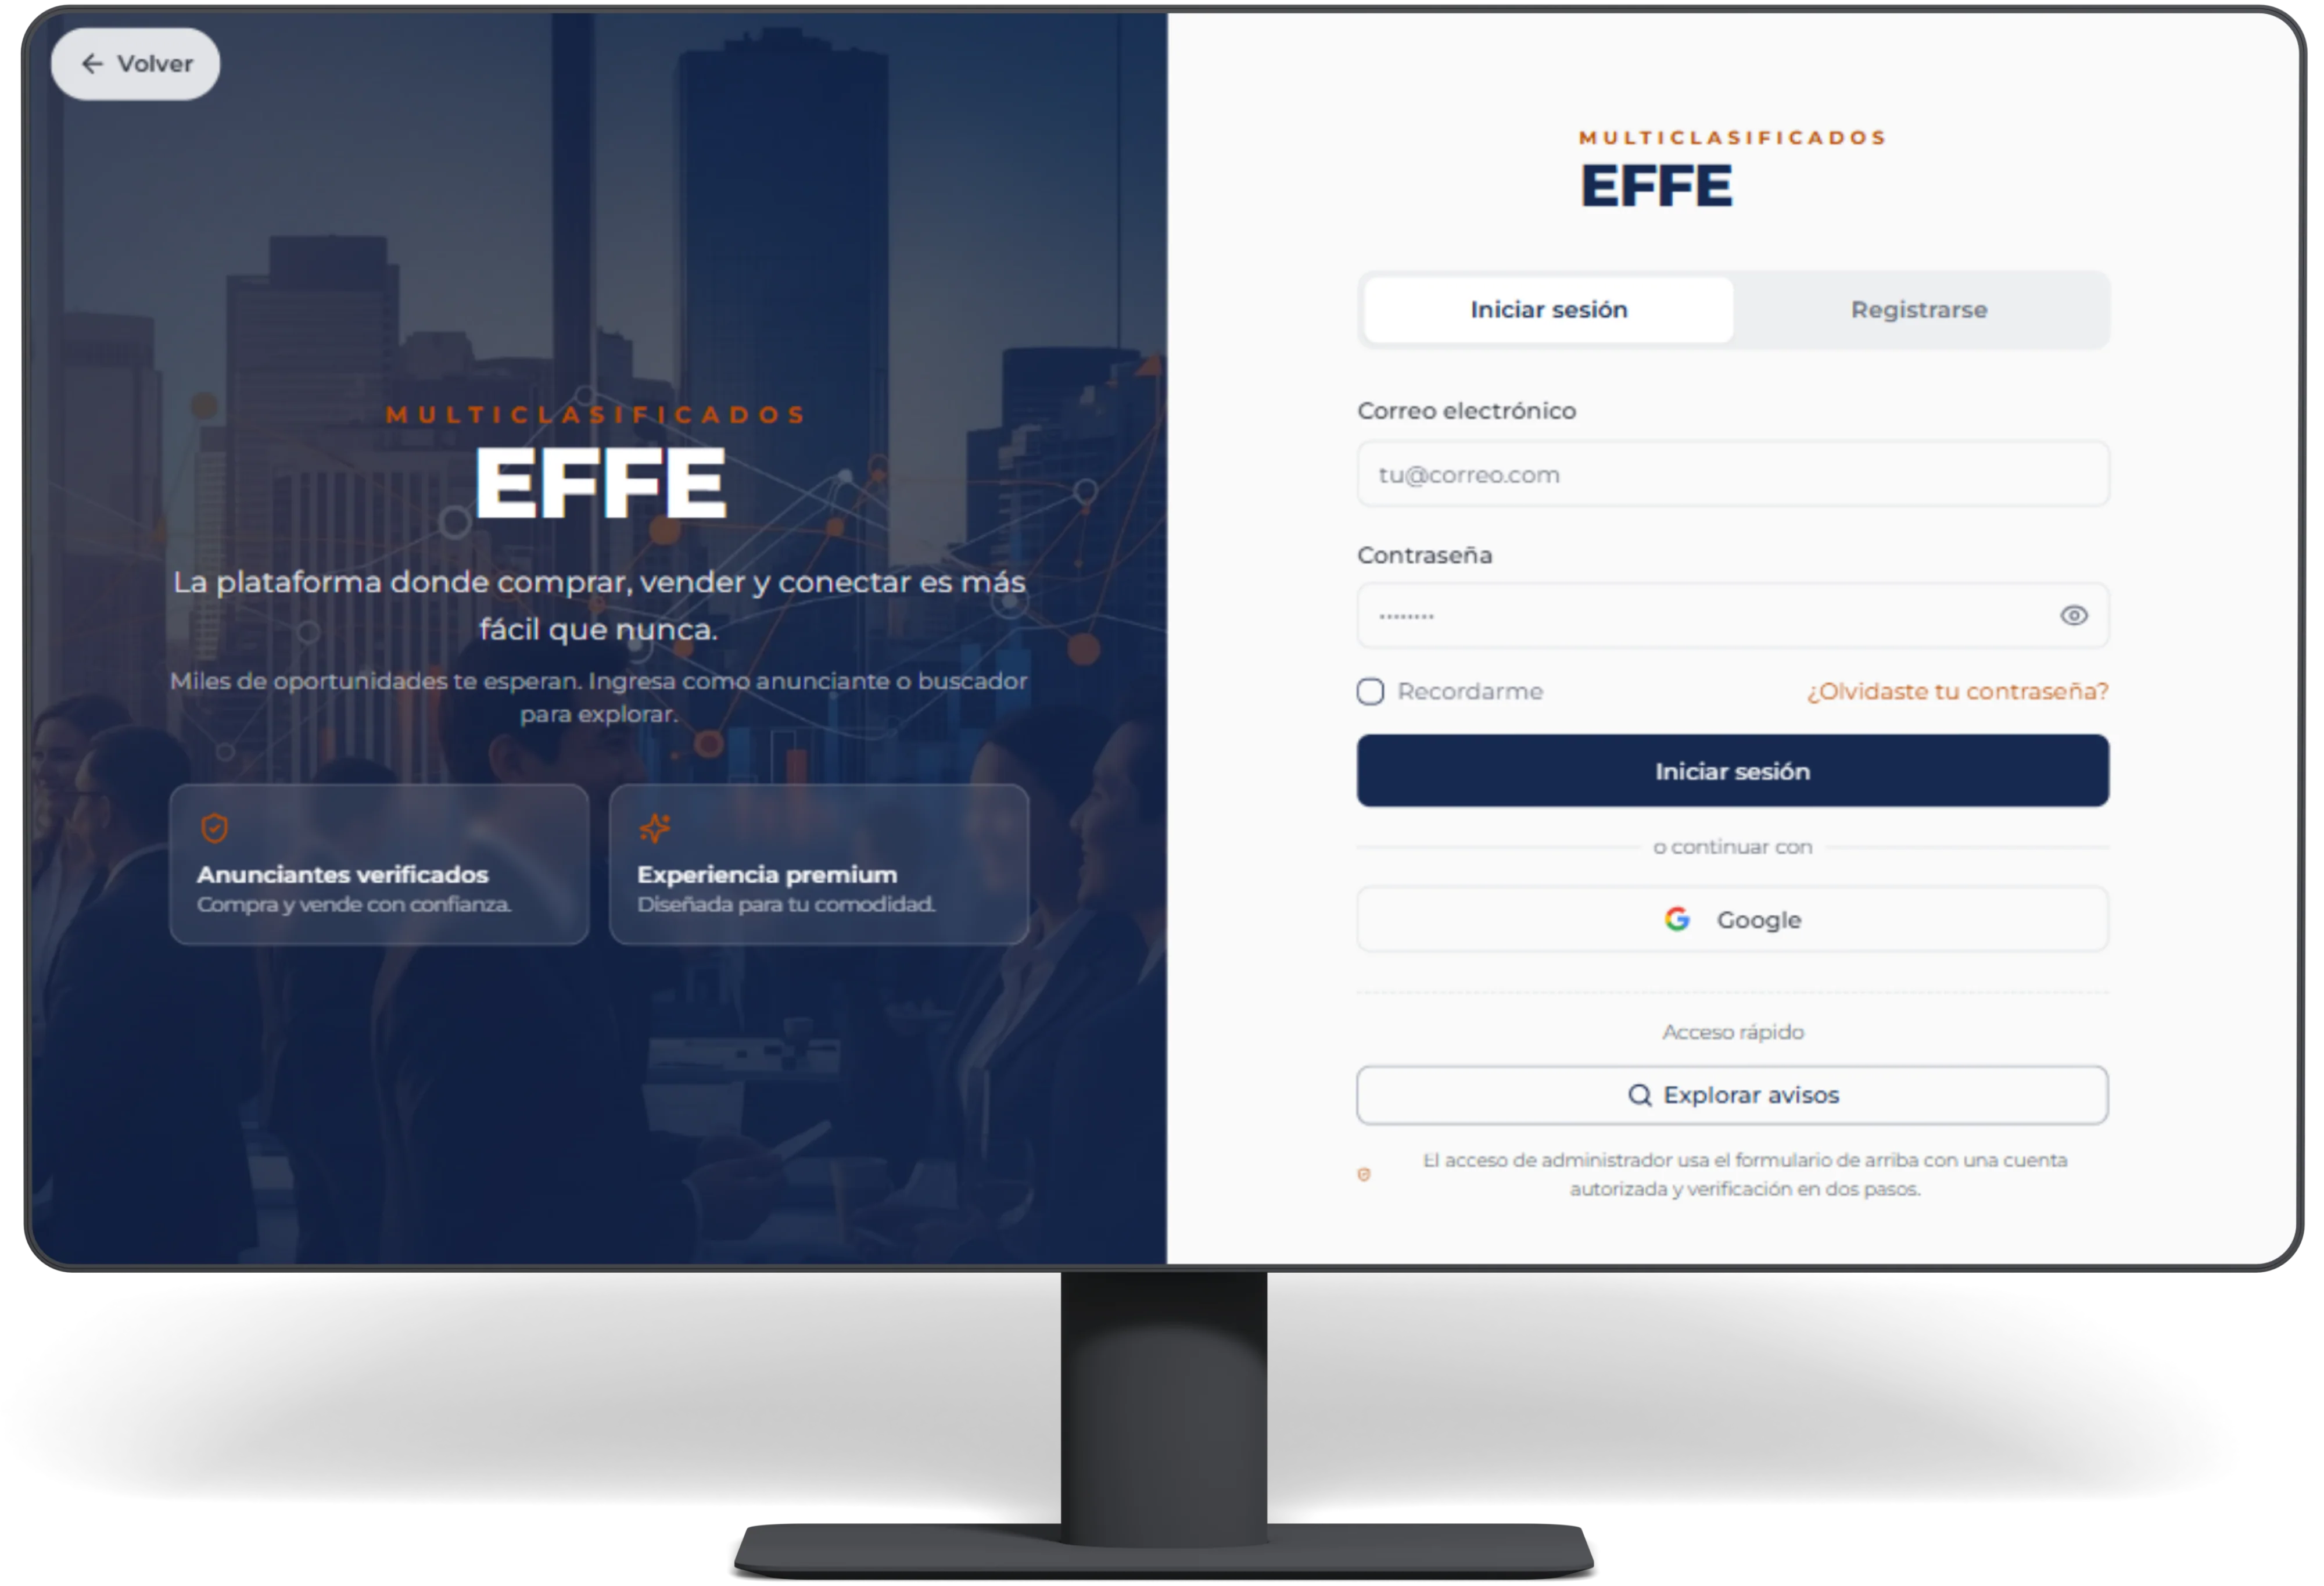 Volver
MULTICLASIFICADOS
EFFE
La plataforma donde comprar, vender y conectar es más
fácil que nunca.
Miles de oportunidades te esperan. Ingresa como anunciante o buscador
para explorar.
Anunciantes verificados
Compra y vende con confianza.
Experiencia premium
Diseñada para tu comodidad.
MULTICLASIFICADOS
EFFE
Iniciar sesión
Registrarse
Correo electrónico
tu@correo.com
Contraseña
••••••••
Recordarme
¿Olvidaste tu contraseña?
Iniciar sesión
o continuar con
Google
Acceso rápido
Explorar avisos
El acceso de administrador usa el formulario de arriba con una cuenta
autorizada y verificación en dos pasos.